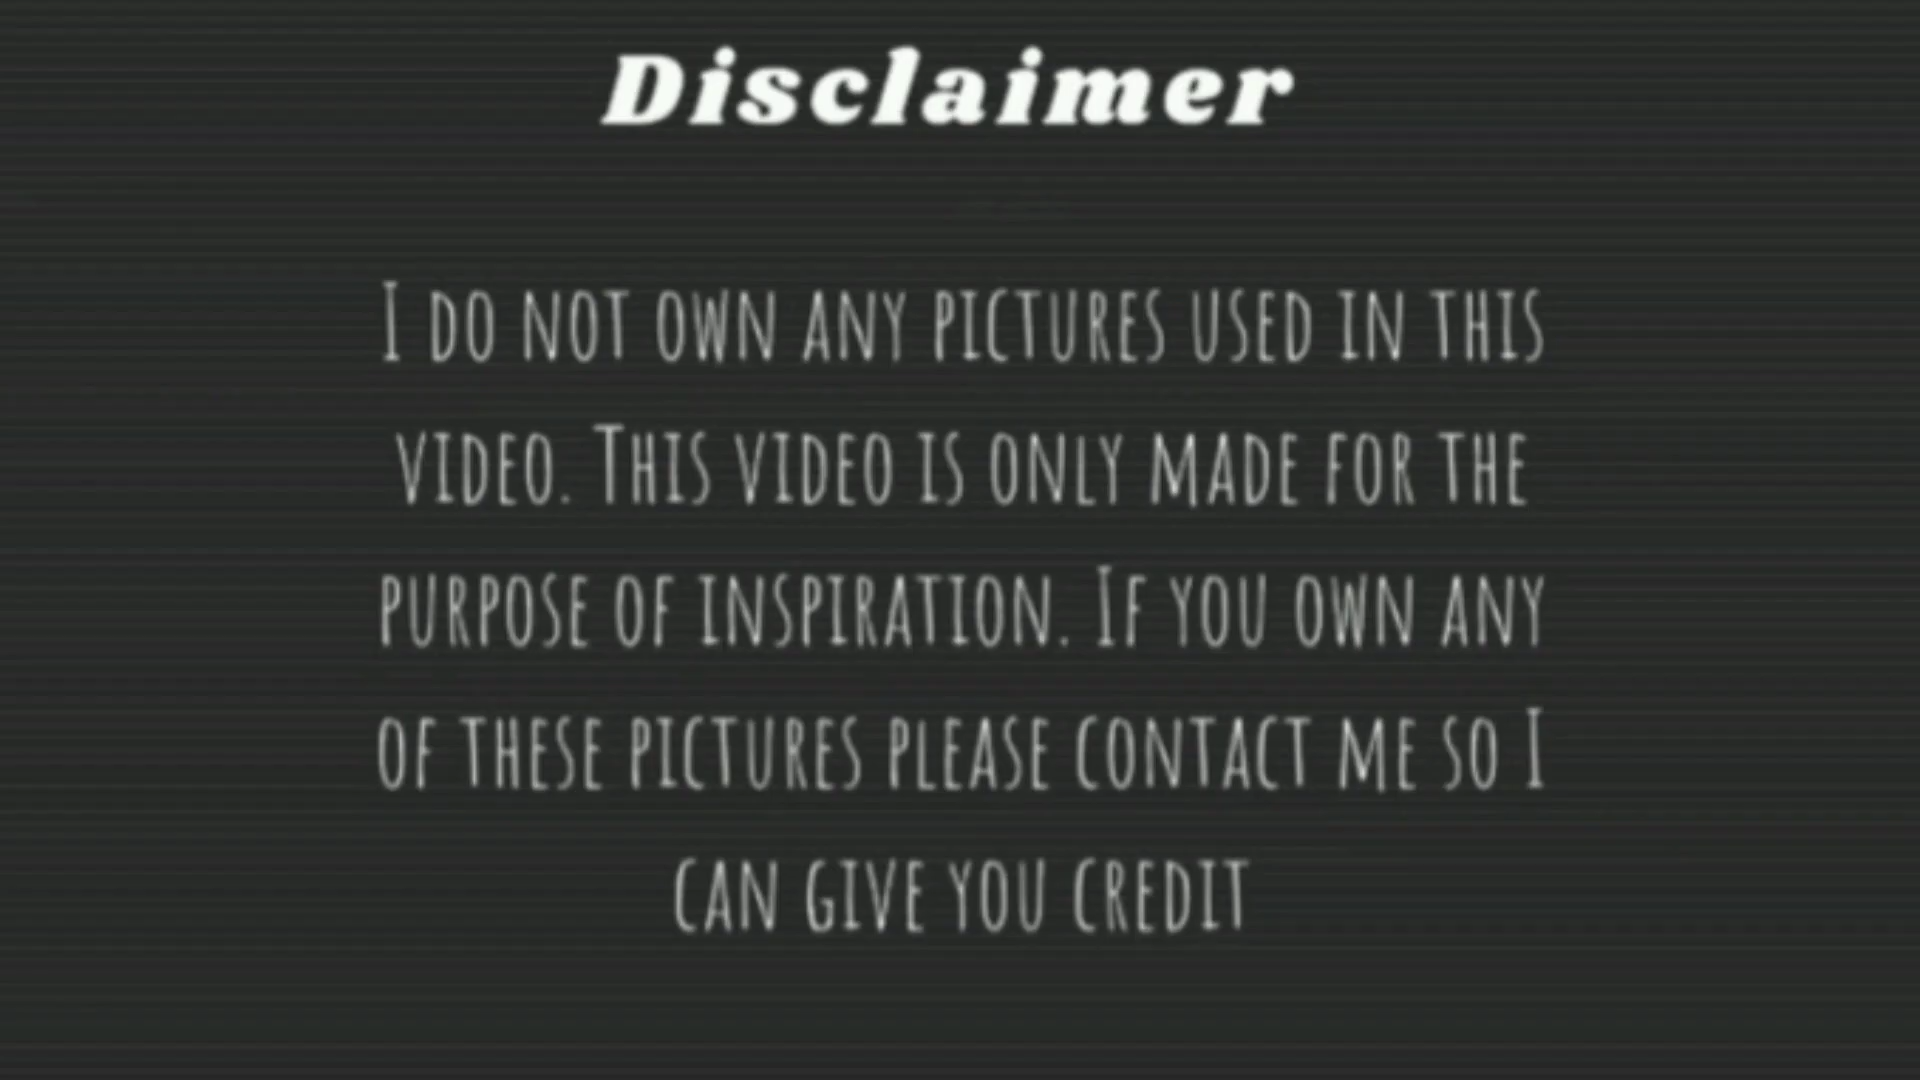 Disclaimer
I do not own any pictures used in this
video. This video is only made for the
purpose of inspiration. If you own any
of these pictures please contact me so I
can give you credit